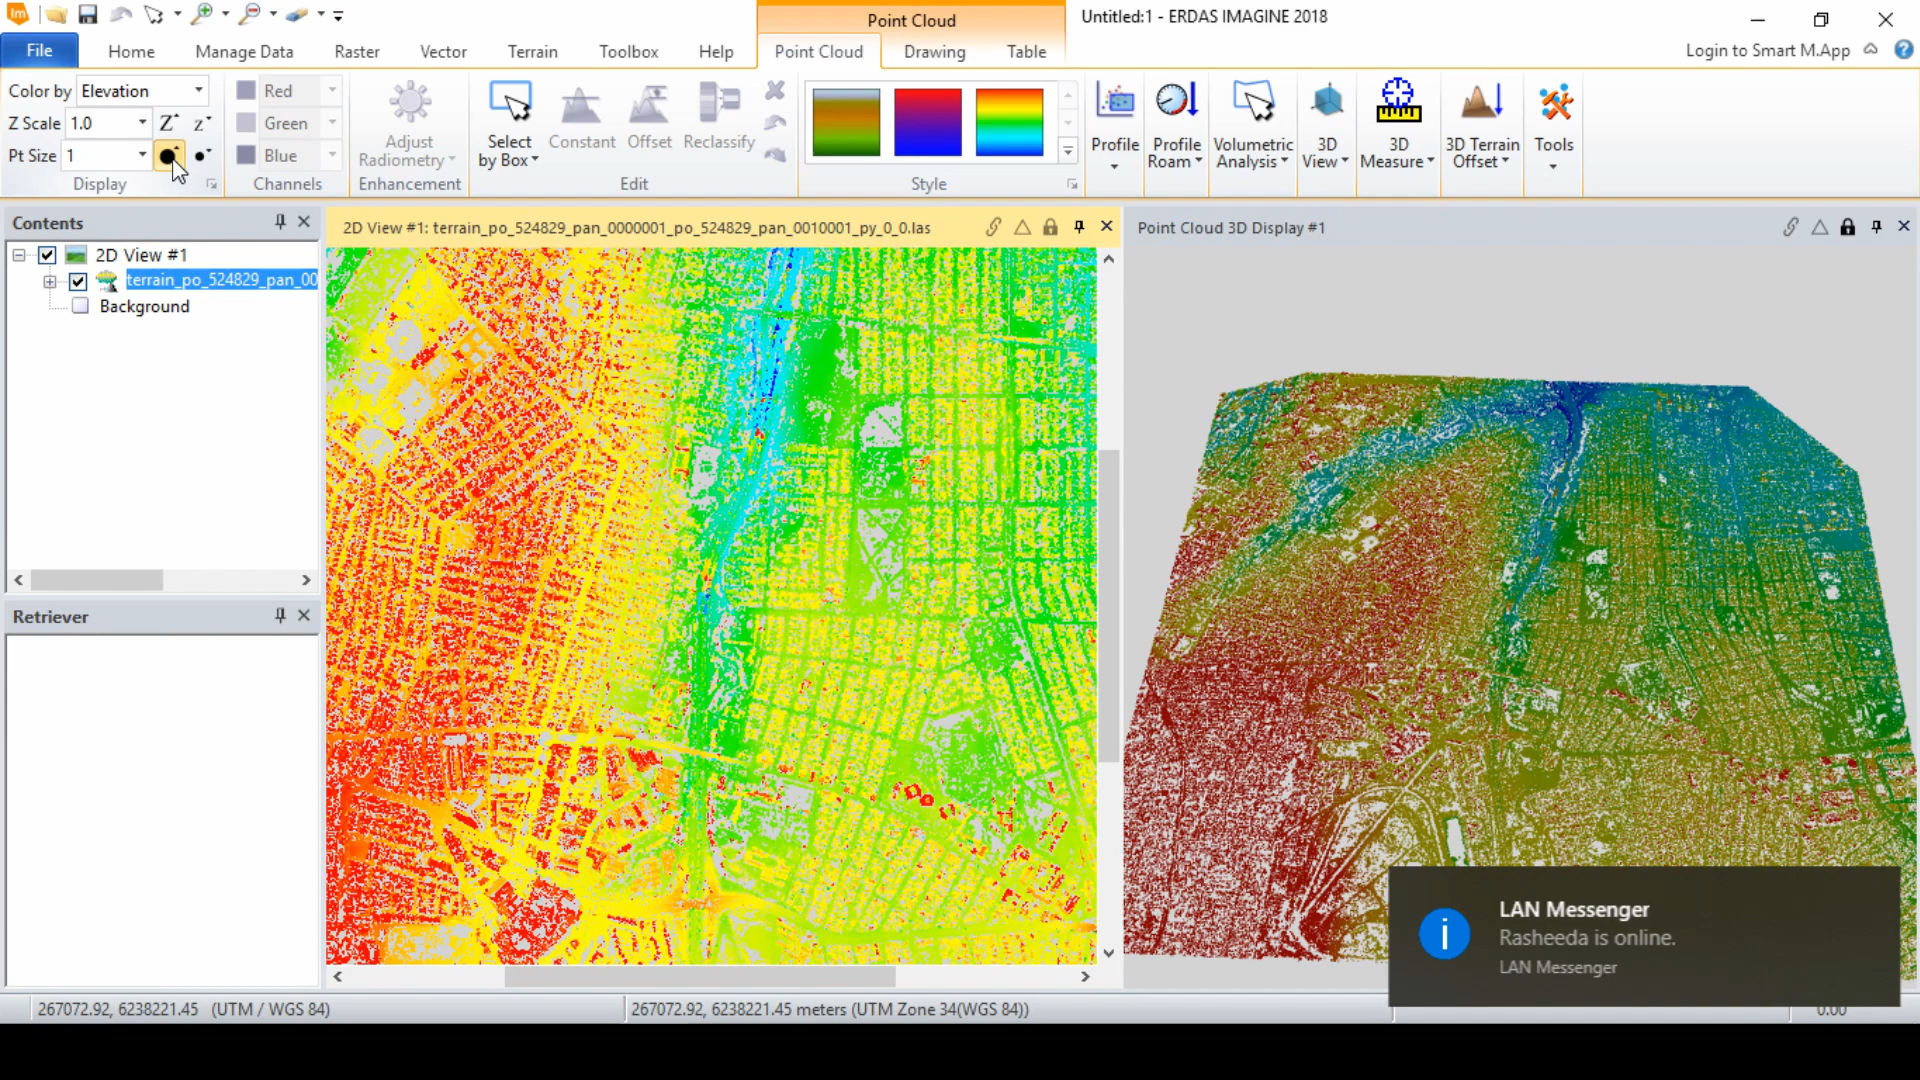 Im
Point Cloud
Untitled:1 - ERDAS IMAGINE 2018
File
Home
Manage Data
Raster
Vector
Terrain
Toolbox
Help
Point Cloud
Drawing
Table
Login to Smart M.App
?
Color by Elevation
Z Scale 1.0
Z
z
Pt Size 1
Display
Red
Green
Blue
Channels
Adjust
Radiometry
Enhancement
Select
by Box
Constant
Offset
Reclassify
Edit
Style
Profile
Profile
Roam
Volumetric
Analysis
3D
View
3D
Measure
3D Terrain
Offset
Tools
Contents
2D View #1
terrain_po_524829_pan_00
Background
Retriever
2D View #1: terrain_po_524829_pan_0000001_po_524829_pan_0010001_py_0_0.las
Point Cloud 3D Display #1
LAN Messenger
Rasheeda is online.
LAN Messenger
267072.92, 6238221.45 (UTM / WGS 84)
267072.92, 6238221.45 meters (UTM Zone 34(WGS 84))
0.00